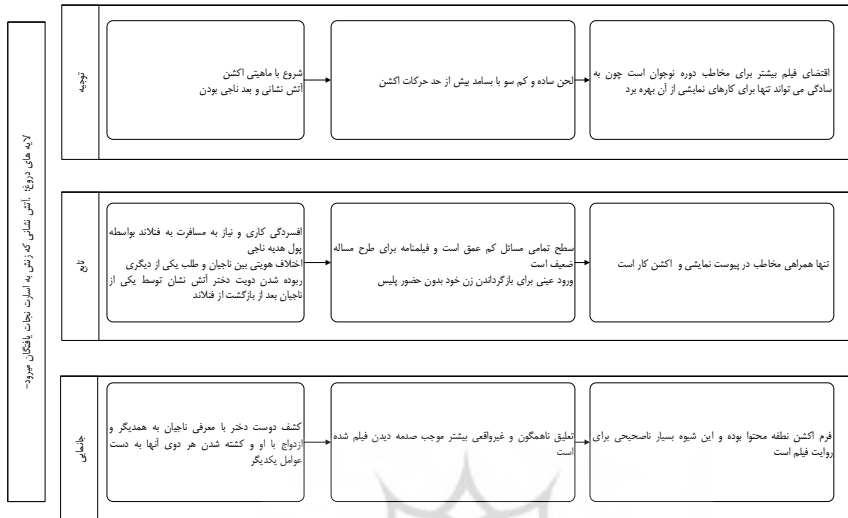 لایه های دروغ؛ .آتش نشانی که زنش به اسارت نجات یافتگان میرود-
توجیه
شروع با ماهیتی اکشن
آتش نشانی و بعد ناجی بودن
لحن ساده و کم سو با بسامد بیش از حد حرکات اکشن
اقتضای فیلم بیشتر برای مخاطب دوره نوجوان است چون به
سادگی می تواند تنها برای کارهای نمایشی از آن بهره برد
تابع
افسردگی کاری و نیاز به مسافرت به فنلاند بواسطه
پول هدیه ناجی
اختلاف هویتی بین ناجیان و طلب یکی از دیگری
ربوده شدن دویت دختر آتش نشان توسط یکی از
ناجیان بعد از بازگشت از فنلاند
سطح تمامی مسائل کم عمق است و فیلمنامه برای طرح مساله
ضعیف است
ورود عینی برای بازگرداندن زن خود بدون حضور پلیس
تنها همراهی مخاطب در پیوست نمایشی و اکشن کار است
جانمایی
کشف دوست دختر با معرفی ناجیان به همدیگر و
ازدواج با او و کشته شدن هر دوی آنها به دست
عوامل یکدیگر
تعلیق ناهمگون و غیرواقعی بیشتر موجب صدمه دیدن فیلم شده
است
فرم اکشن نطفه محتوا بوده و این شیوه بسیار ناصحیحی برای
روایت فیلم است